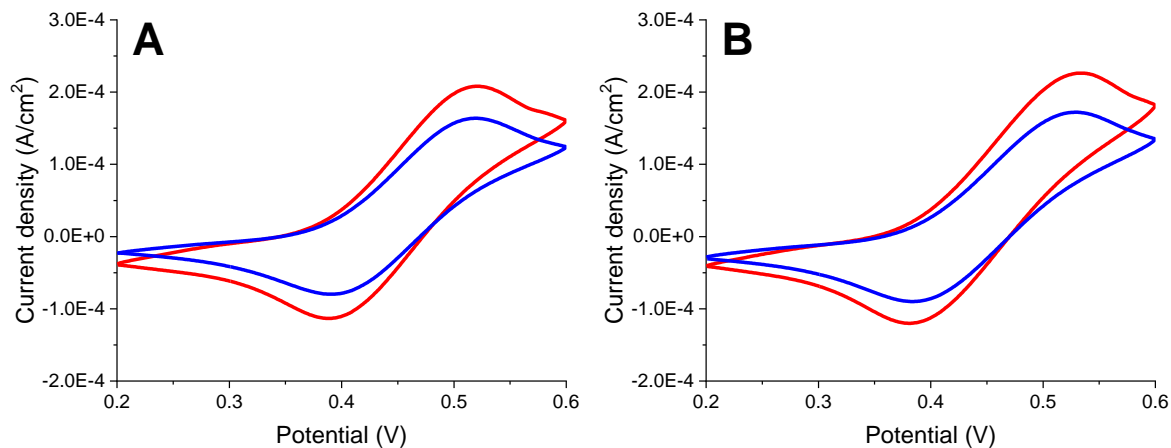 A
3.0E-4
2.0E-4
1.0E-4
0.0E+0
-1.0E-4
-2.0E-4
Current density (A/cm²)
0.2 0.3 0.4 0.5 0.6
Potential (V)
B
3.0E-4
2.0E-4
1.0E-4
0.0E+0
-1.0E-4
-2.0E-4
Current density (A/cm²)
0.2 0.3 0.4 0.5 0.6
Potential (V)